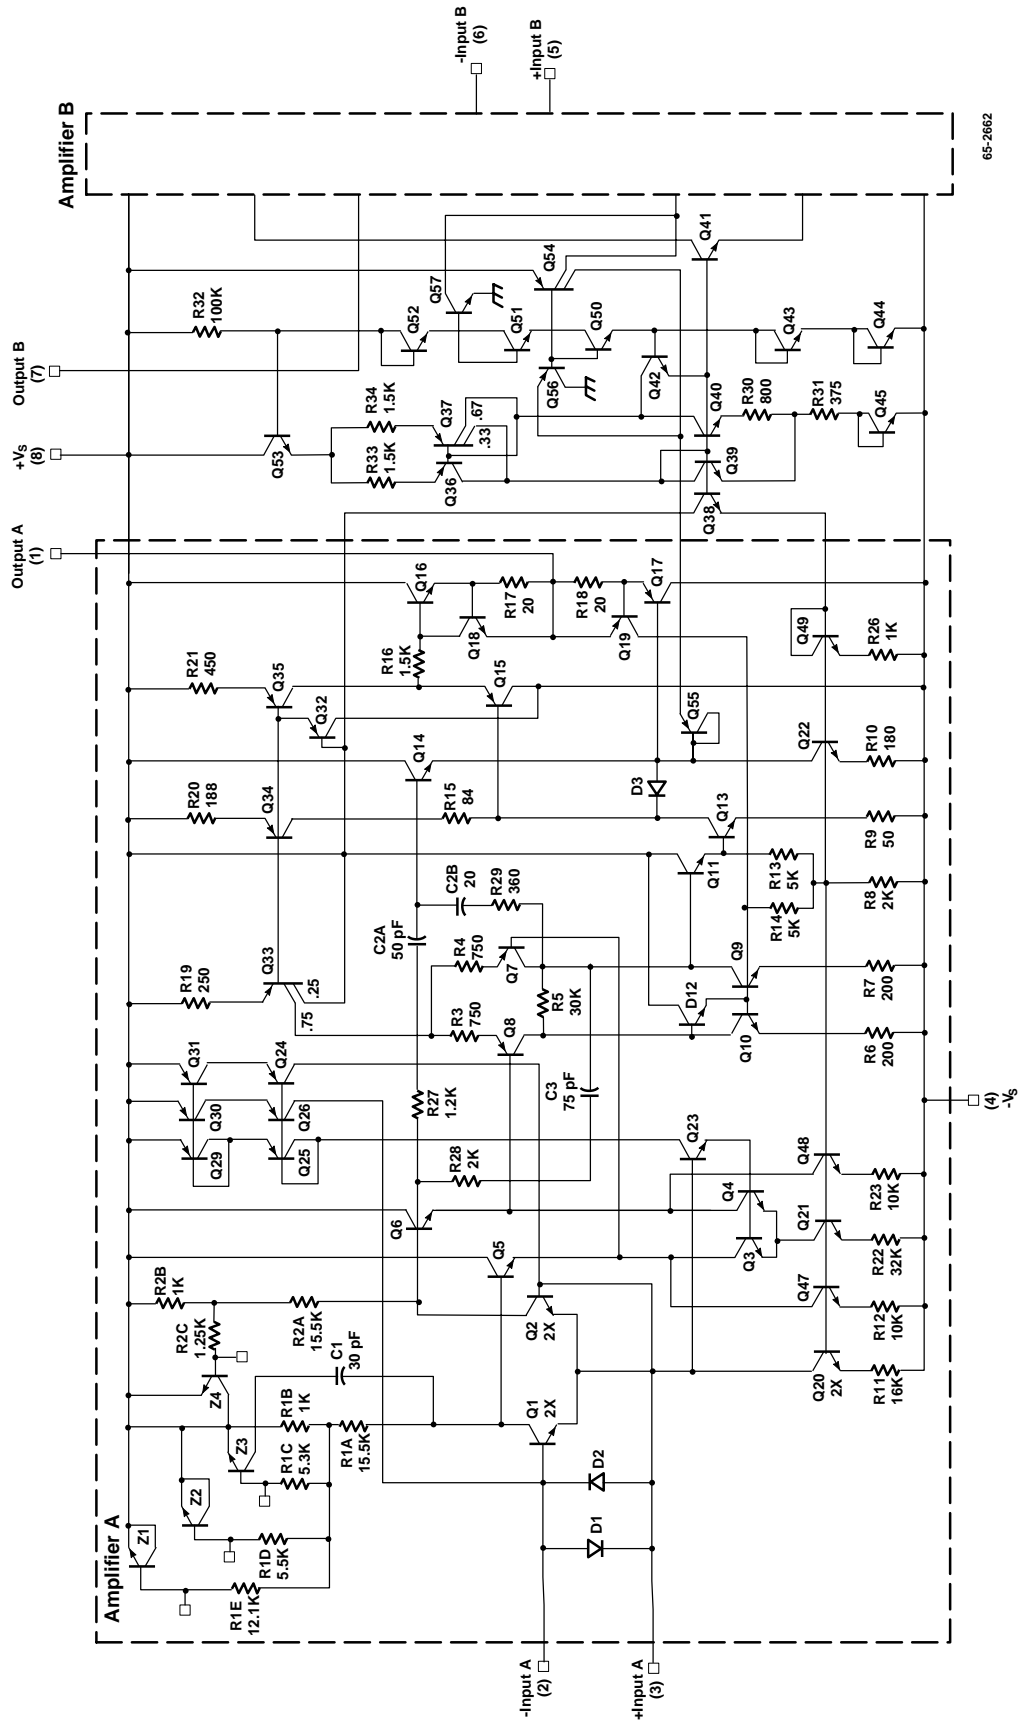 Amplifier A
Amplifier B
-Input A
(2)
+Input A
(3)
Output A
(1)
+VS
(8)
Output B
(7)
-Input B
(6)
+Input B
(5)
(4)
-VS
Z1
R1E
12.1K
Z2
R1D
5.5K
Z3
R1C
5.3K
R1B
1K
R1A
15.5K
Z4
R2C
1.25K
R2B
1K
R2A
15.5K
C1
30 pF
D1
D2
Q1
2X
Q2
2X
Q5
Q6
Q3
Q4
Q23
Q20
2X
R11
16K
Q47
R12
10K
Q21
R22
32K
Q48
R23
10K
Q29
Q30
Q31
Q25
Q26
Q24
R28
2K
R27
1.2K
C3
75 pF
R19
250
Q33
.75
.25
R3
750
R4
750
Q8
Q7
R5
30K
C2A
50 pF
C2B
20
R29
360
D12
Q10
Q9
R6
200
R7
200
Q11
R14
5K
R13
5K
R8
2K
Q13
R9
50
R20
188
Q34
R15
84
D3
Q14
Q55
Q22
R10
180
R21
450
Q35
Q32
Q15
R16
1.5K
Q16
Q18
R17
20
R18
20
Q19
Q17
Q49
R26
1K
Q53
R33
1.5K
R34
1.5K
Q36
Q37
.67
.33
Q38
Q39
Q40
R30
800
R31
375
Q45
Q42
Q56
Q50
Q51
Q52
R32
100K
Q57
Q54
Q41
Q43
Q44
65-2662